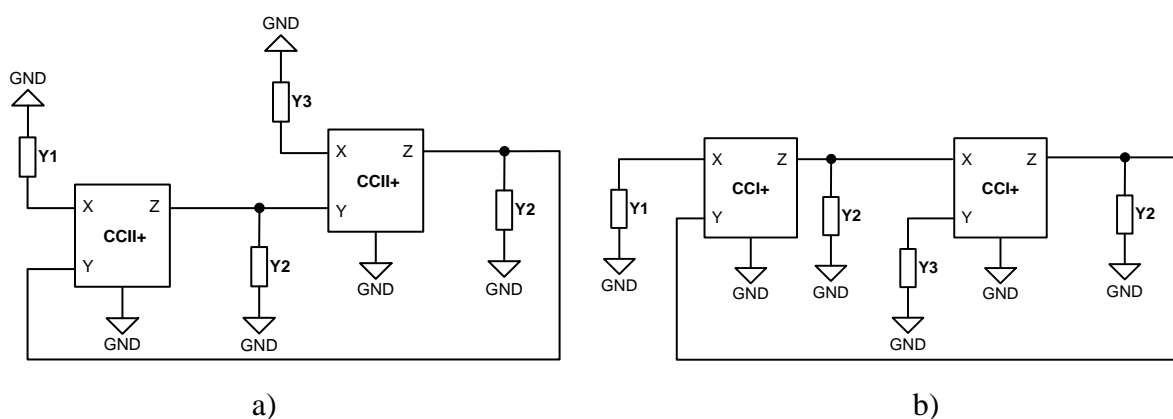 GND
GND
Y3
Y1
X Z
CCII+
Y
X Z
CCII+
Y
Y2
Y2
GND
GND
GND
GND
a)
X Z
CCI+
Y
Y1
Y2
GND
GND
GND
X Z
CCI+
Y
Y3
Y2
GND
GND
GND
b)